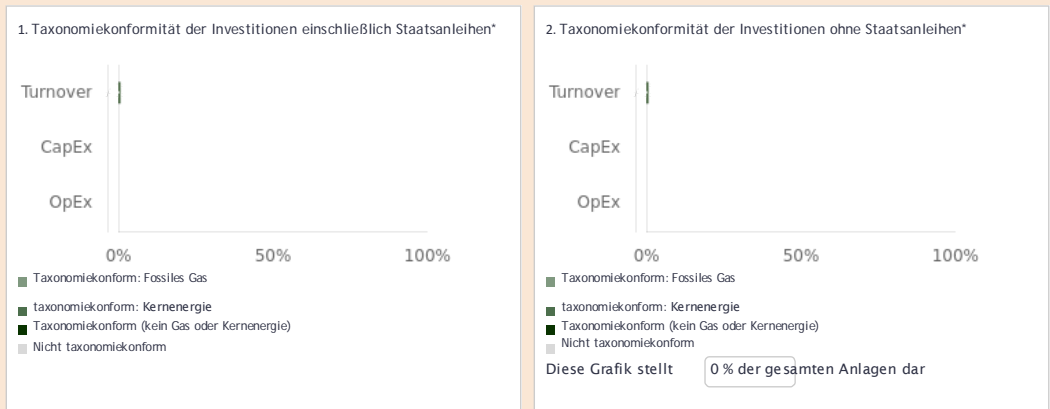 1. Taxonomiekonformität der Investitionen einschließlich Staatsanleihen*
Turnover
CapEx
OpEx
0% 50% 100%
Taxonomiekonform: Fossiles Gas
taxonomiekonform: Kernenergie
Taxonomiekonform (kein Gas oder Kernenergie)
Nicht taxonomiekonform
2. Taxonomiekonformität der Investitionen ohne Staatsanleihen*
Turnover
CapEx
OpEx
0% 50% 100%
Taxonomiekonform: Fossiles Gas
taxonomiekonform: Kernenergie
Taxonomiekonform (kein Gas oder Kernenergie)
Nicht taxonomiekonform
Diese Grafik stellt 0 % der gesamten Anlagen dar